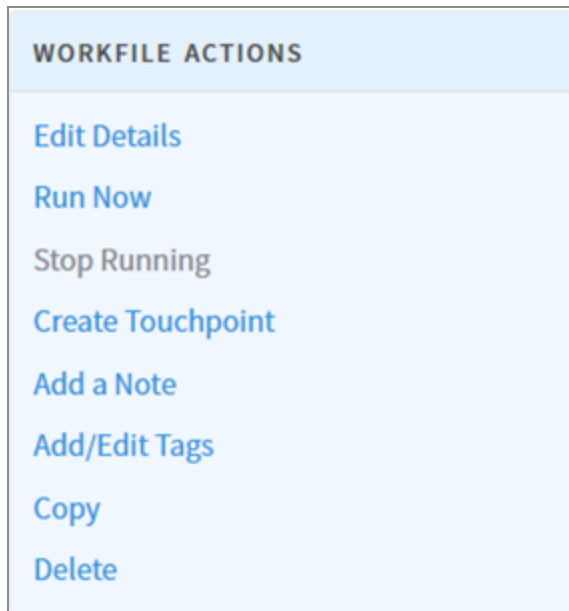 WORKFILE ACTIONS
Edit Details
Run Now
Stop Running
Create Touchpoint
Add a Note
Add/Edit Tags
Copy
Delete